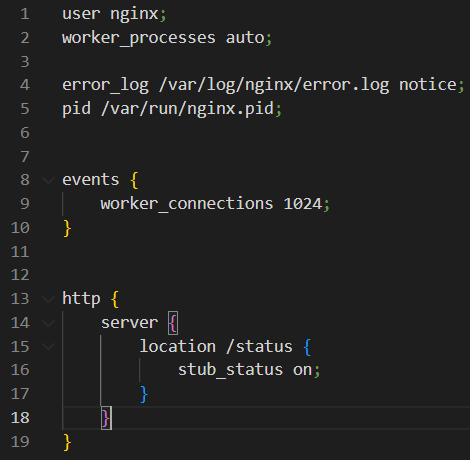 1 user nginx;
2 worker_processes auto;
3
4 error_log /var/log/nginx/error.log notice;
5 pid /var/run/nginx.pid;
6
7
8 events {
9     worker_connections 1024;
10 }
11
12
13 http {
14     server {
15         location /status {
16             stub_status on;
17         }
18     }
19 }